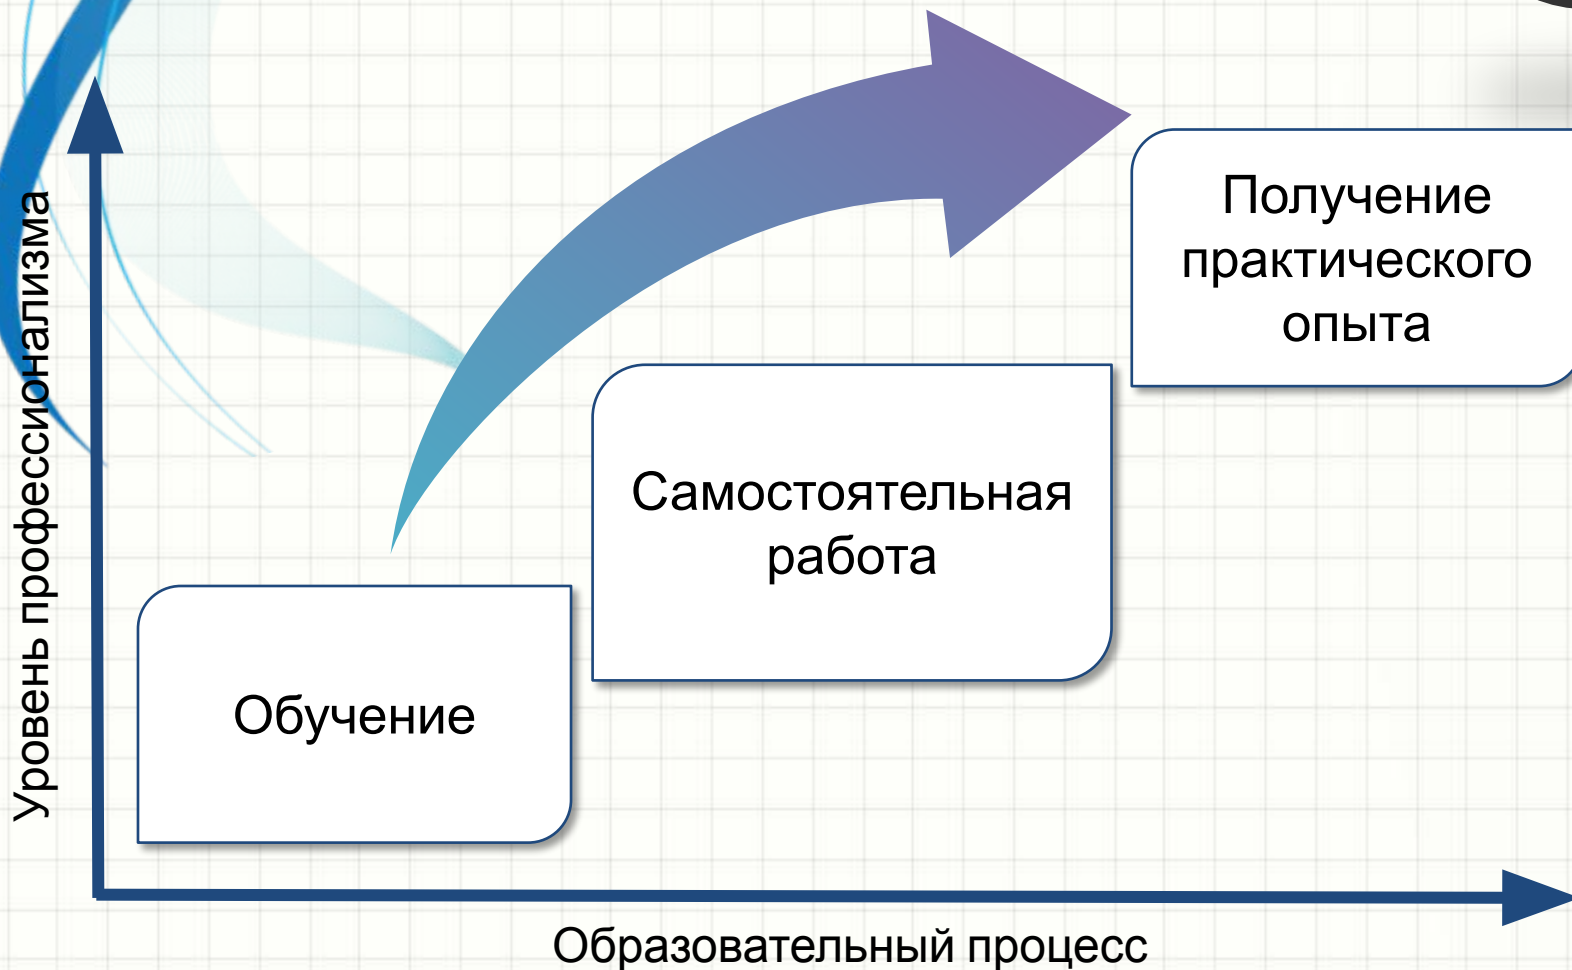 Уровень профессионализма
Получение
практического
опыта
Самостоятельная
работа
Обучение
Образовательный процесс